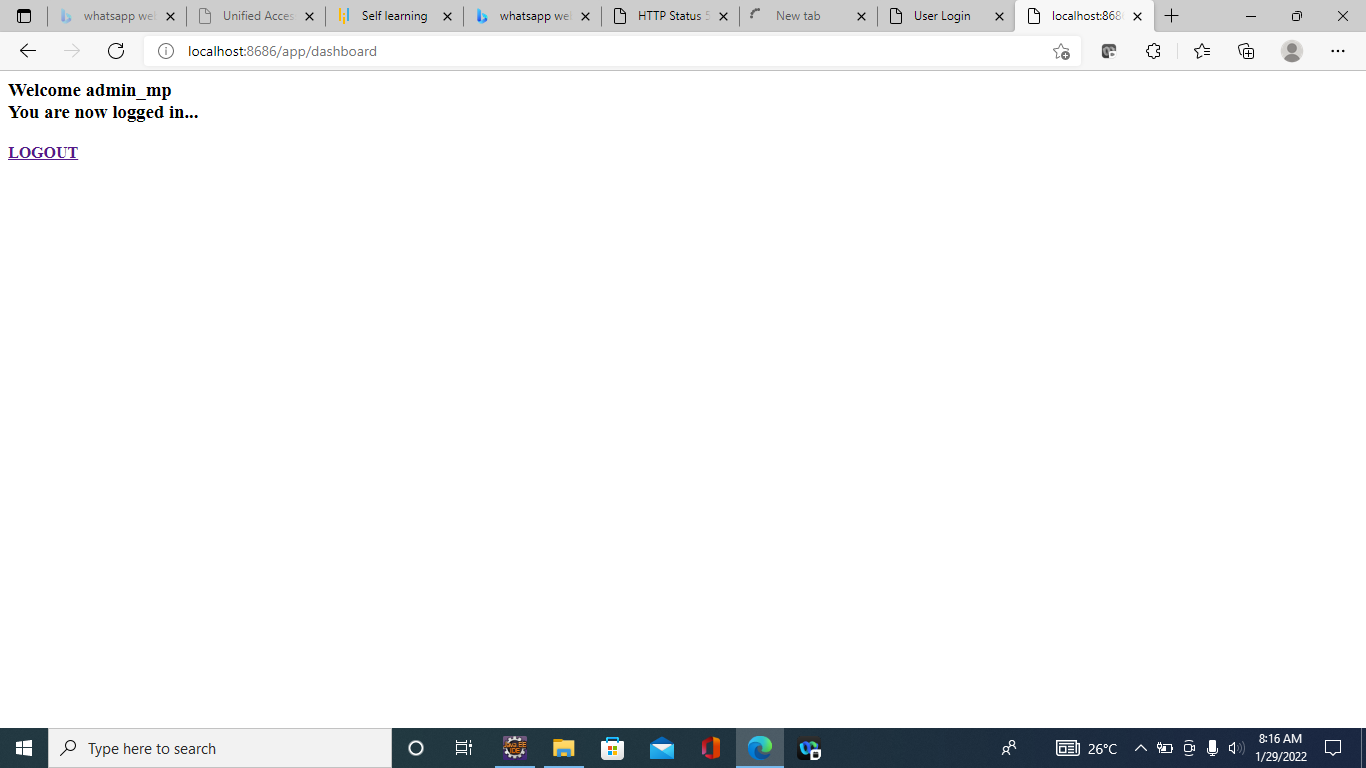 whatsapp we
Unified Acces
Self learning
whatsapp we
HTTP Status 5
New tab
User Login
localhost:868
localhost:8686/app/dashboard
Welcome admin_mp
You are now logged in...
LOGOUT
Type here to search
26°C
8:16 AM
1/29/2022